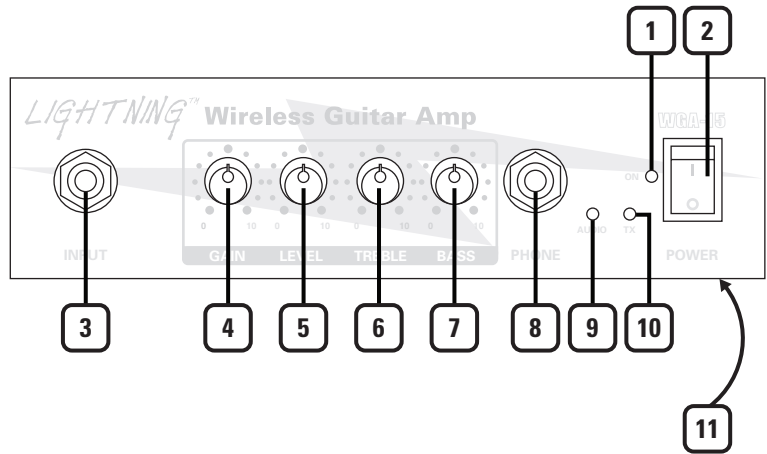 1 2
LIGHTNING™ Wireless Guitar Amp WGA-15
ON
0 10 0 10 0 10 0 10
AUDIO TX
INPUT GAIN LEVEL TREBLE BASS PHONE POWER
3 4 5 6 7 8 9 10
11